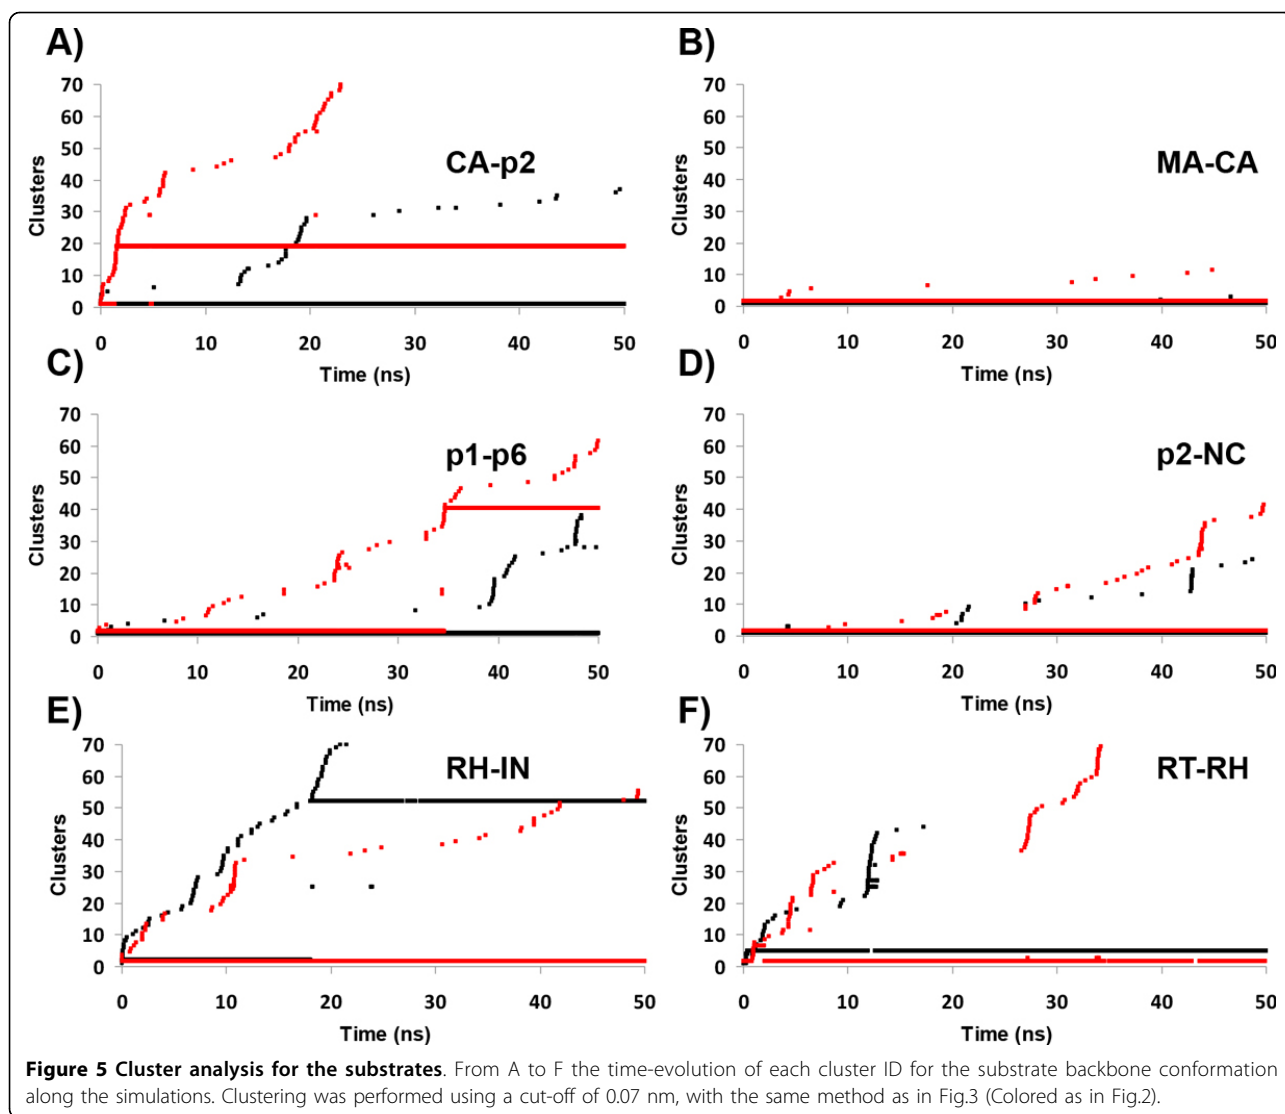 A)
70
60
50
40
30
20
10
0
Clusters
CA-p2
0 10 20 30 40 50
Time (ns)
B)
70
60
50
40
30
20
10
0
Clusters
MA-CA
0 10 20 30 40 50
Time (ns)
C)
70
60
50
40
30
20
10
0
Clusters
p1-p6
0 10 20 30 40 50
Time (ns)
D)
70
60
50
40
30
20
10
0
Clusters
p2-NC
0 10 20 30 40 50
Time (ns)
E)
70
60
50
40
30
20
10
0
Clusters
RH-IN
0 10 20 30 40 50
Time (ns)
F)
70
60
50
40
30
20
10
0
Clusters
RT-RH
0 10 20 30 40 50
Time (ns)
Figure 5 Cluster analysis for the substrates. From A to F the time-evolution of each cluster ID for the substrate backbone conformation
along the simulations. Clustering was performed using a cut-off of 0.07 nm, with the same method as in Fig.3 (Colored as in Fig.2).